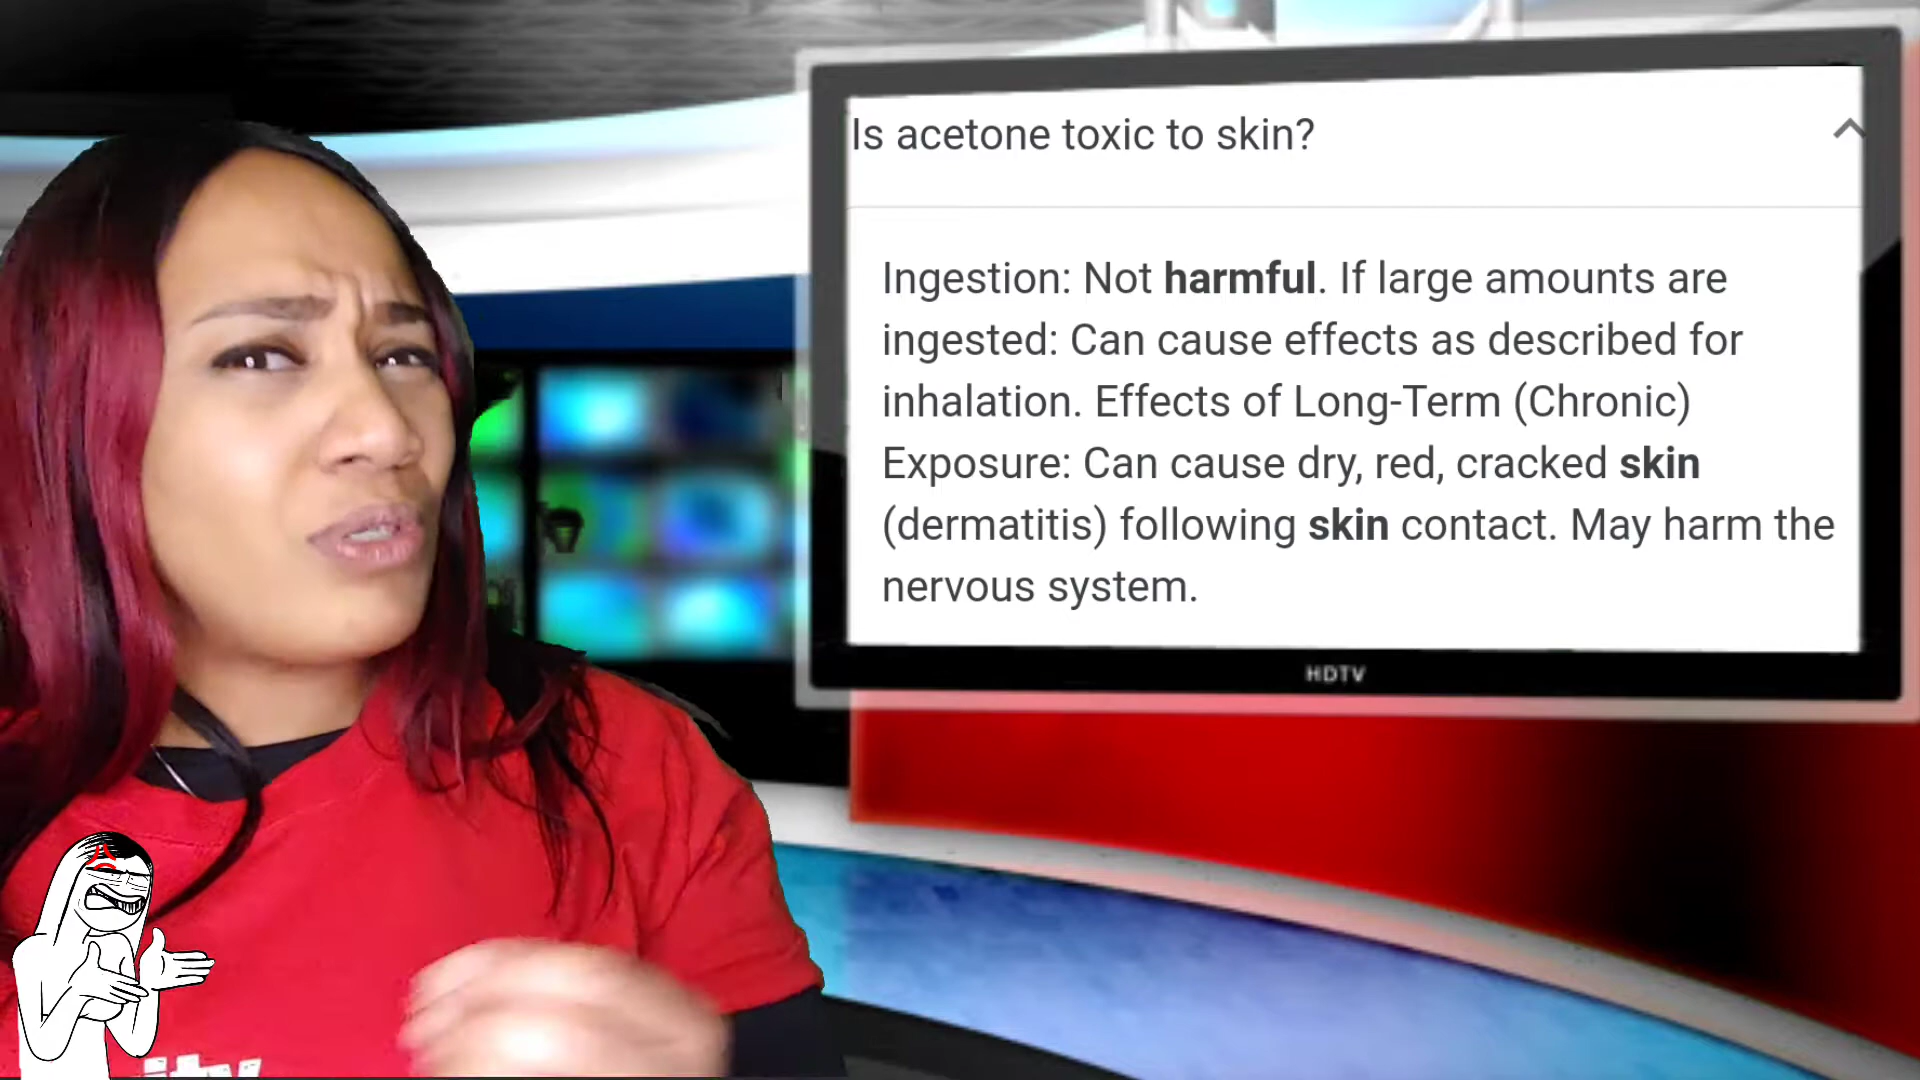 Is acetone toxic to skin?
Ingestion: Not harmful. If large amounts are
ingested: Can cause effects as described for
inhalation. Effects of Long-Term (Chronic)
Exposure: Can cause dry, red, cracked skin
(dermatitis) following skin contact. May harm the
nervous system.
HDTV